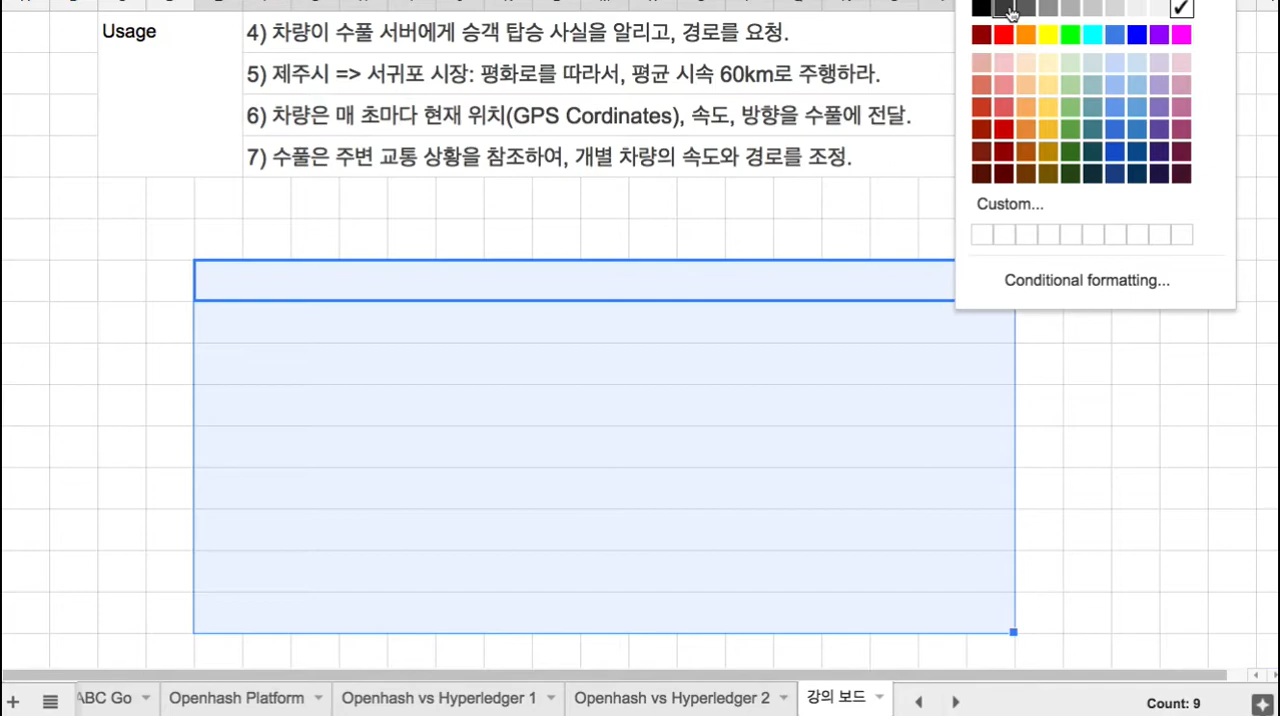 Usage
4) 차량이 수풀 서버에게 승객 탑승 사실을 알리고, 경로를 요청.
5) 제주시 => 서귀포 시장: 평화로를 따라서, 평균 시속 60km로 주행하라.
6) 차량은 매 초마다 현재 위치(GPS Cordinates), 속도, 방향을 수풀에 전달.
7) 수풀은 주변 교통 상황을 참조하여, 개별 차량의 속도와 경로를 조정.
Custom...
Conditional formatting...
ABC Go
Openhash Platform
Openhash vs Hyperledger 1
Openhash vs Hyperledger 2
강의 보드
Count: 9